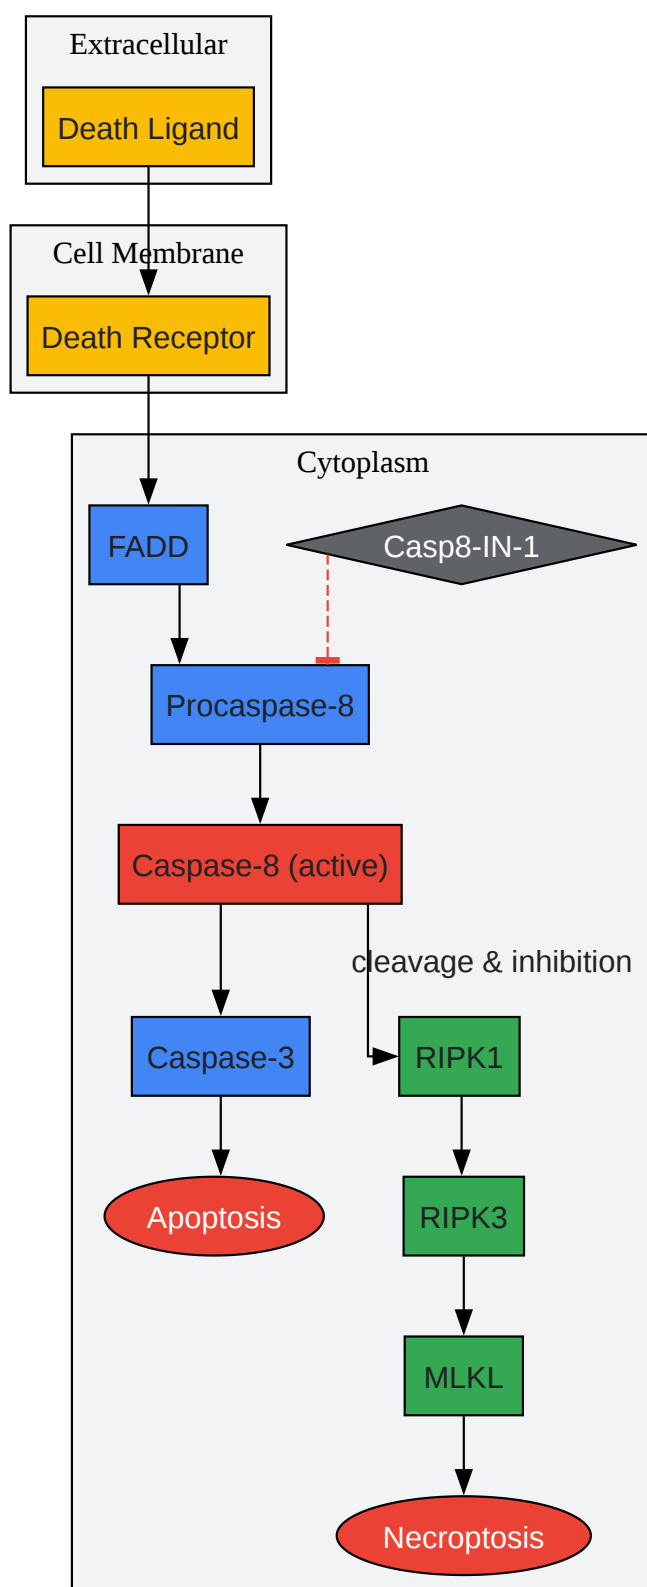 Extracellular
Death Ligand
Cell Membrane
Death Receptor
Cytoplasm
FADD
Casp8-IN-1
Procaspase-8
Caspase-8 (active)
cleavage & inhibition
Caspase-3
RIPK1
Apoptosis
RIPK3
MLKL
Necroptosis